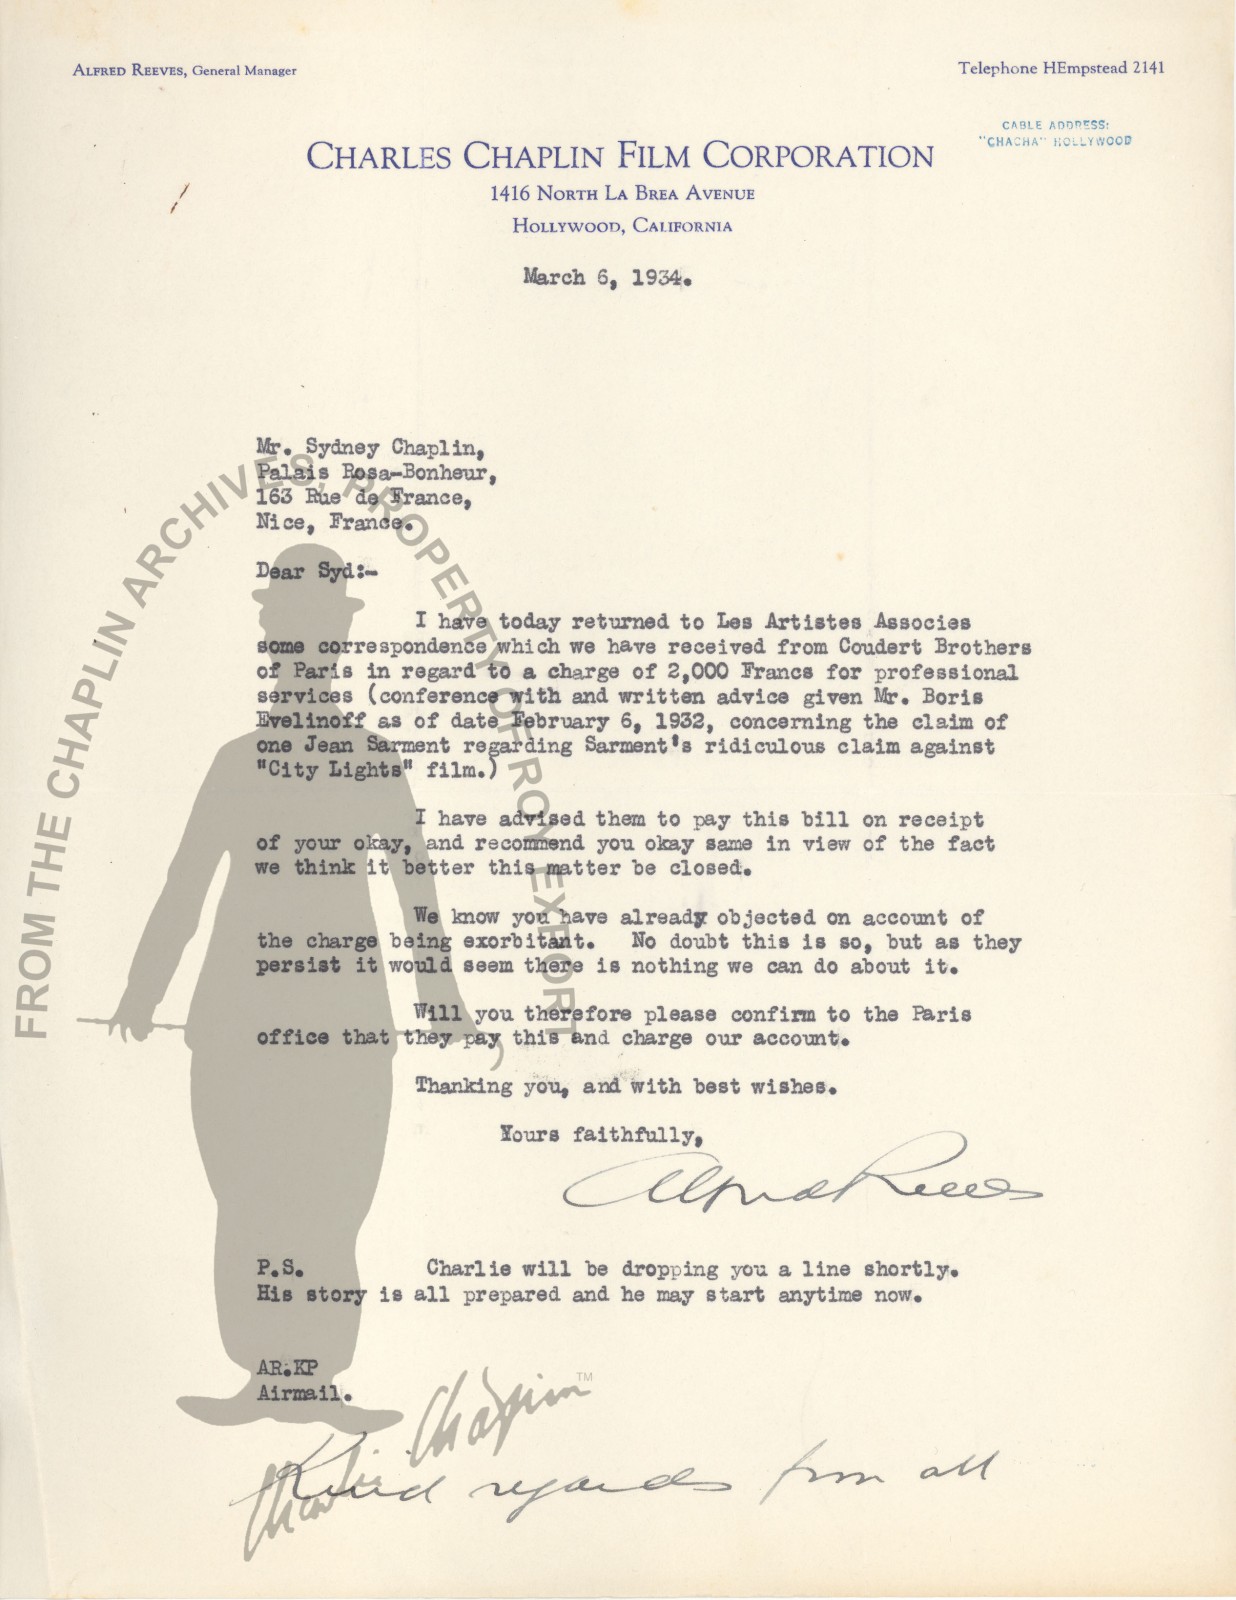 ALFRED REEVES, General Manager
Telephone HEmpstead 2141
CABLE ADDRESS:
"CHACHA" HOLLYWOOD
CHARLES CHAPLIN FILM CORPORATION
1416 NORTH LA BREA AVENUE
HOLLYWOOD, CALIFORNIA
March 6, 1934.
Mr. Sydney Chaplin,
Palais Rosa-Bonheur,
163 Rue de France,
Nice, France.
Dear Syd:-
I have today returned to Les Artistes Associes
some correspondence which we have received from Coudert Brothers
of Paris in regard to a charge of 2,000 Francs for professional
services (conference with and written advice given Mr. Boris
Evelinoff as of date February 6, 1932, concerning the claim of
one Jean Sarment regarding Sarment's ridiculous claim against
"City Lights" film.)
I have advised them to pay this bill on receipt
of your okay, and recommend you okay same in view of the fact
we think it better this matter be closed.
We know you have already objected on account of
the charge being exorbitant. No doubt this is so, but as they
persist it would seem there is nothing we can do about it.
Will you therefore please confirm to the Paris
office that they pay this and charge our account.
Thanking you, and with best wishes.
Yours faithfully,
Alfred Reeves
P.S. Charlie will be dropping you a line shortly.
His story is all prepared and he may start anytime now.
AR.KP
Airmail.
Kind regards from all
FROM THE CHAPLIN ARCHIVES, PROPERTY OF ROY EXPORT
Charlie Chaplin TM